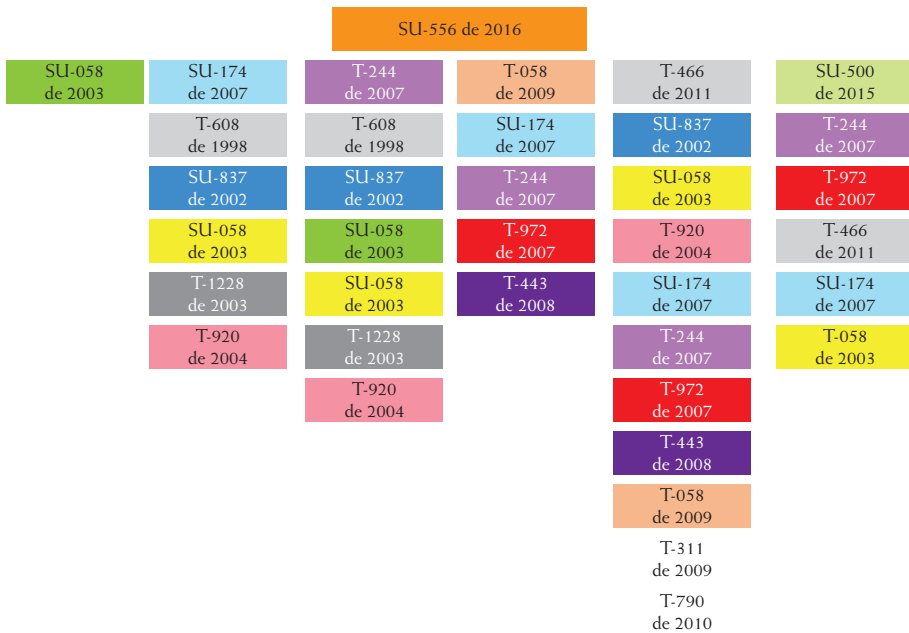 SU-556 de 2016
SU-058
de 2003
SU-174
de 2007
T-608
de 1998
SU-837
de 2002
SU-058
de 2003
T-1228
de 2003
T-920
de 2004
T-244
de 2007
T-608
de 1998
SU-837
de 2002
SU-058
de 2003
SU-058
de 2003
T-1228
de 2003
T-920
de 2004
T-058
de 2009
SU-174
de 2007
T-244
de 2007
T-972
de 2007
T-443
de 2008
T-466
de 2011
SU-837
de 2002
SU-058
de 2003
T-920
de 2004
SU-174
de 2007
T-244
de 2007
T-972
de 2007
T-443
de 2008
T-058
de 2009
T-311
de 2009
T-790
de 2010
SU-500
de 2015
T-244
de 2007
T-972
de 2007
T-466
de 2011
SU-174
de 2007
T-058
de 2003